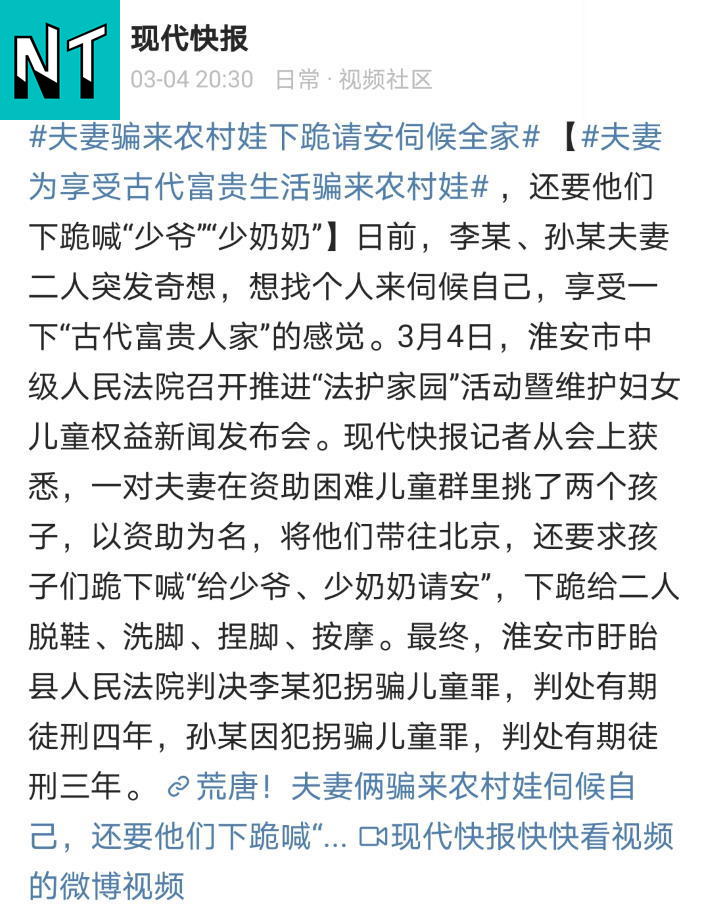 NT
现代快报
03-04 20:30 日常 · 视频社区
#夫妻骗来农村娃下跪请安伺候全家# 【#夫妻
为享受古代富贵生活骗来农村娃# ，还要他们
下跪喊“少爷”“少奶奶”】日前，李某、孙某夫妻
二人突发奇想，想找个人来伺候自己，享受一
下“古代富贵人家”的感觉。3月4日，淮安市中
级人民法院召开推进“法护家园”活动暨维护妇女
儿童权益新闻发布会。现代快报记者从会上获
悉，一对夫妻在资助困难儿童群里挑了两个孩
子，以资助为名，将他们带往北京，还要求孩
子们跪下喊“给少爷、少奶奶请安”，下跪给二人
脱鞋、洗脚、捏脚、按摩。最终，淮安市盱眙
县人民法院判决李某犯拐骗儿童罪，判处有期
徒刑四年，孙某因犯拐骗儿童罪，判处有期徒
刑三年。 荒唐！夫妻俩骗来农村娃伺候自
己，还要他们下跪喊“... 现代快报快快看视频
的微博视频